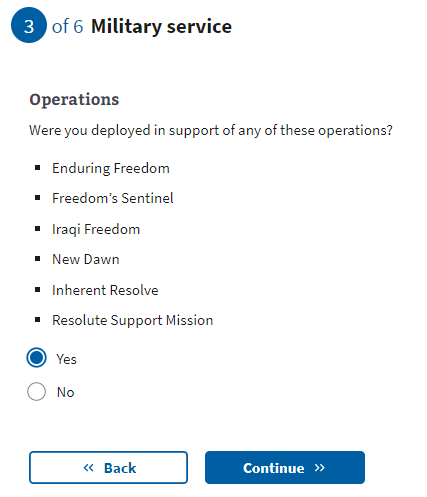 3 of 6 Military service
Operations
Were you deployed in support of any of these operations?
▪ Enduring Freedom
▪ Freedom’s Sentinel
▪ Iraqi Freedom
▪ New Dawn
▪ Inherent Resolve
▪ Resolute Support Mission
Yes
No
« Back
Continue »